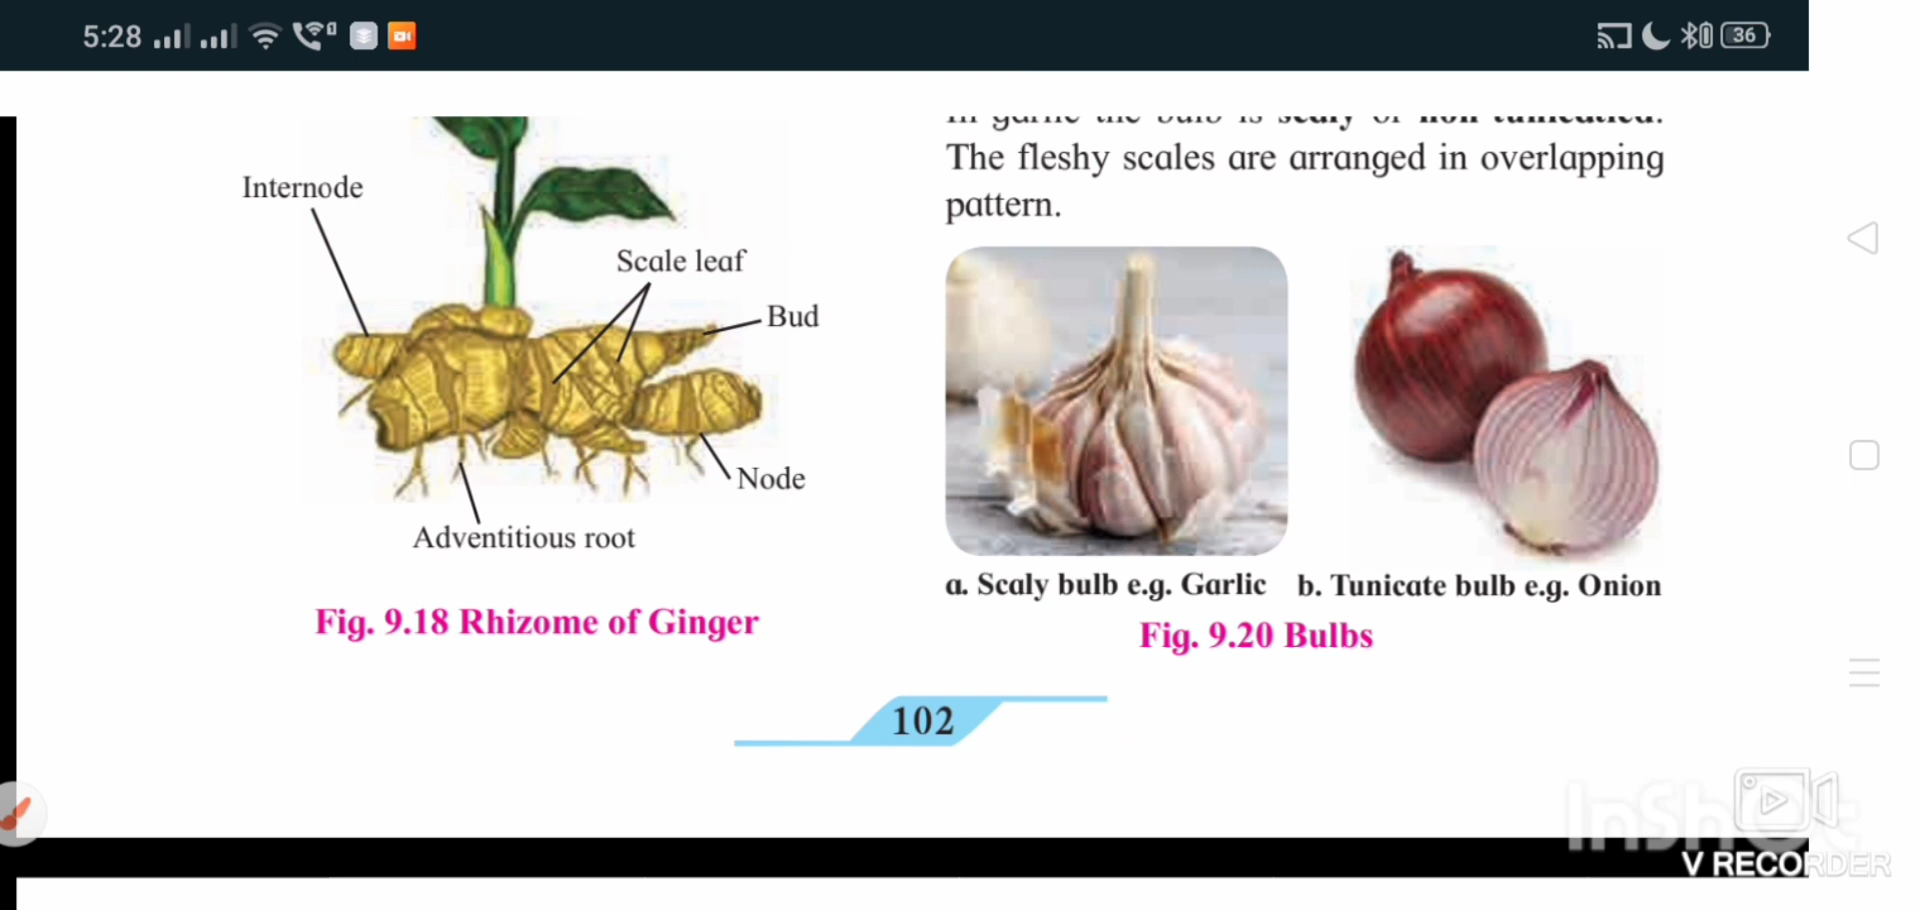 5:28
36
The fleshy scales are arranged in overlapping
pattern.
Internode
Scale leaf
Bud
Node
Adventitious root
Fig. 9.18 Rhizome of Ginger
a. Scaly bulb e.g. Garlic
b. Tunicate bulb e.g. Onion
Fig. 9.20 Bulbs
102
InShot
V RECORDER